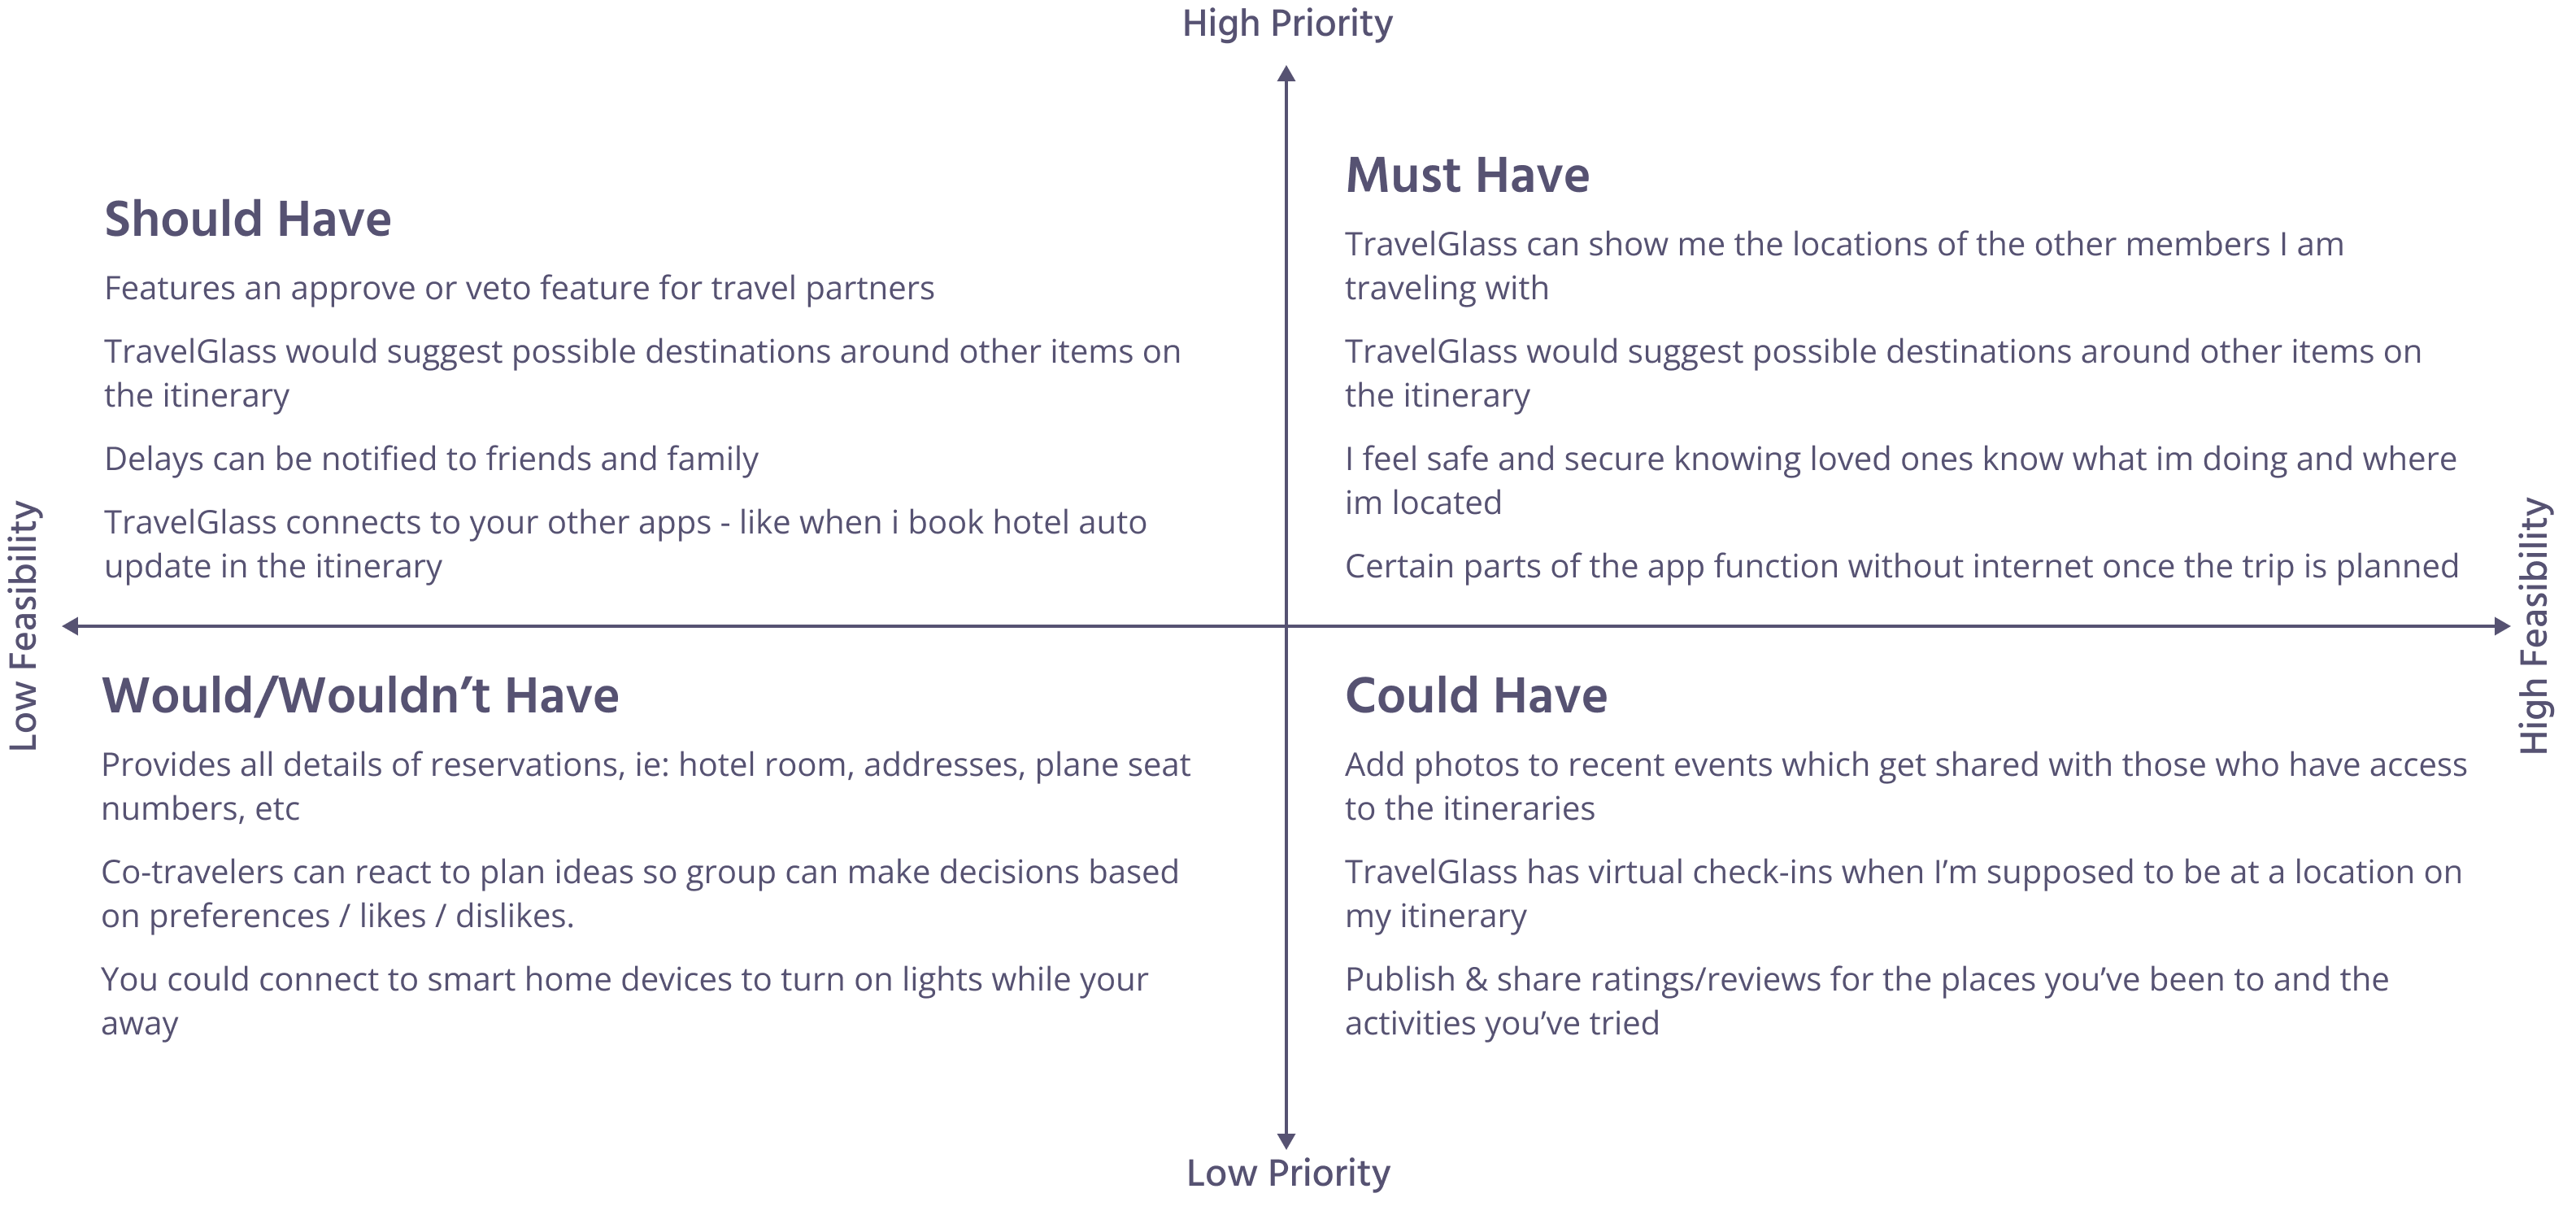 High Priority
Should Have
Features an approve or veto feature for travel partners
TravelGlass would suggest possible destinations around other items on
the itinerary
Delays can be notified to friends and family
TravelGlass connects to your other apps - like when i book hotel auto
update in the itinerary
Must Have
TravelGlass can show me the locations of the other members I am
traveling with
TravelGlass would suggest possible destinations around other items on
the itinerary
I feel safe and secure knowing loved ones know what im doing and where
im located
Certain parts of the app function without internet once the trip is planned
Low Feasibility
High Feasibility
Would/Wouldn’t Have
Provides all details of reservations, ie: hotel room, addresses, plane seat
numbers, etc
Co-travelers can react to plan ideas so group can make decisions based
on preferences / likes / dislikes.
You could connect to smart home devices to turn on lights while your
away
Could Have
Add photos to recent events which get shared with those who have access
to the itineraries
TravelGlass has virtual check-ins when I’m supposed to be at a location on
my itinerary
Publish & share ratings/reviews for the places you’ve been to and the
activities you’ve tried
Low Priority